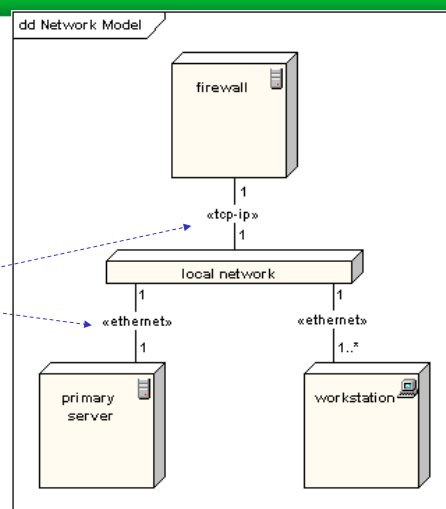 dd Network Model
firewall
1
«tcp-ip»
1
local network
1
1
«ethernet»
«ethernet»
1
1..*
primary
server
workstation